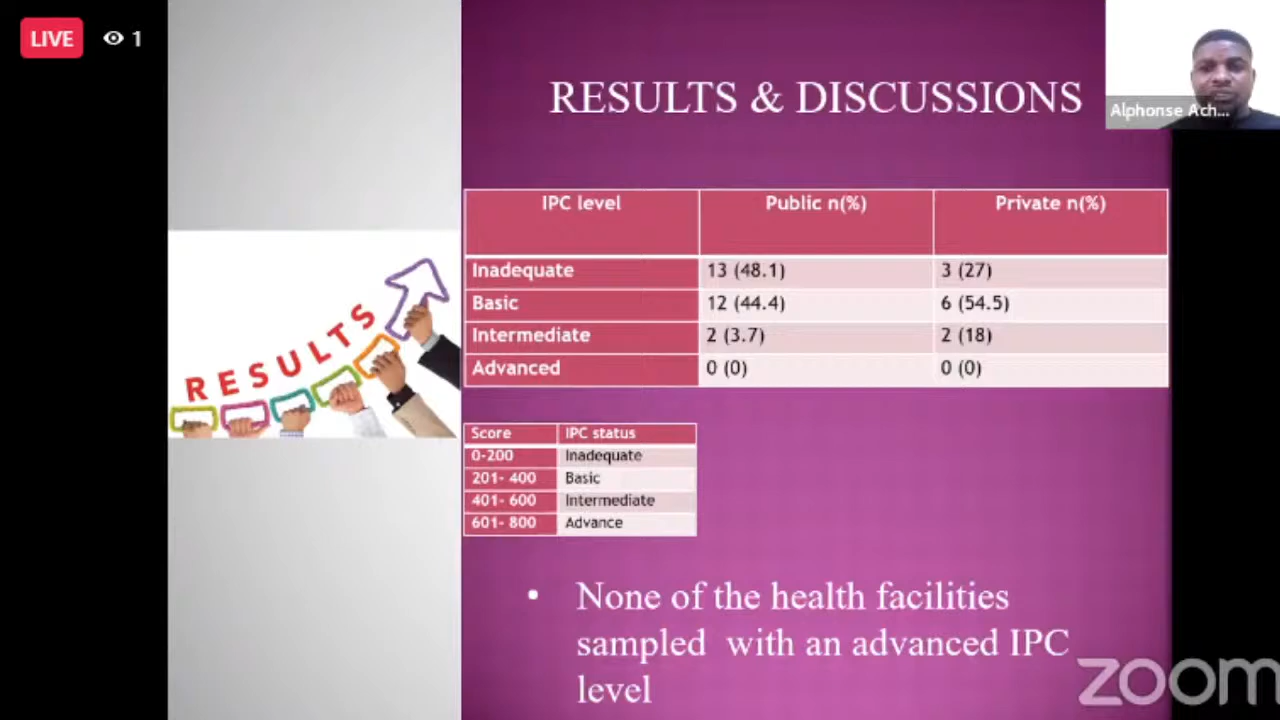 LIVE 1
RESULTS & DISCUSSIONS
Alphonse Ach...
IPC level Public n(%) Private n(%)
Inadequate 13 (48.1) 3 (27)
Basic 12 (44.4) 6 (54.5)
Intermediate 2 (3.7) 2 (18)
Advanced 0 (0) 0 (0)
RESULTS
Score IPC status
0-200 Inadequate
201- 400 Basic
401- 600 Intermediate
601- 800 Advance
• None of the health facilities
sampled with an advanced IPC
level
zoom